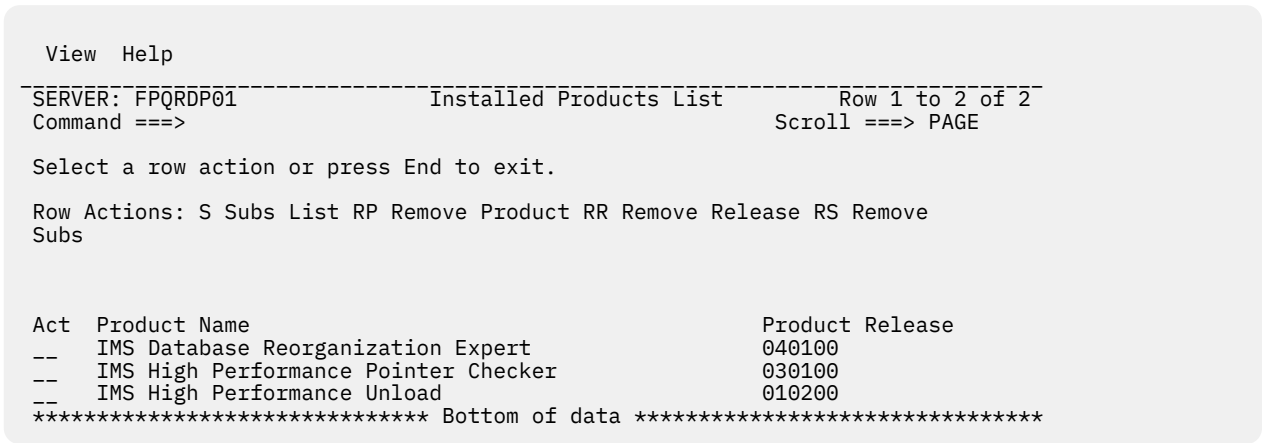 View  Help
________________________________________________________________________________
SERVER: FPQRDP01                Installed Products List         Row 1 to 2 of 2
Command ===>                                              Scroll ===> PAGE
Select a row action or press End to exit.
Row Actions: S Subs List RP Remove Product RR Remove Release RS Remove
Subs
Act  Product Name                                        Product Release
__   IMS Database Reorganization Expert                  040100
__   IMS High Performance Pointer Checker                030100
__   IMS High Performance Unload                         010200
******************************* Bottom of data ********************************